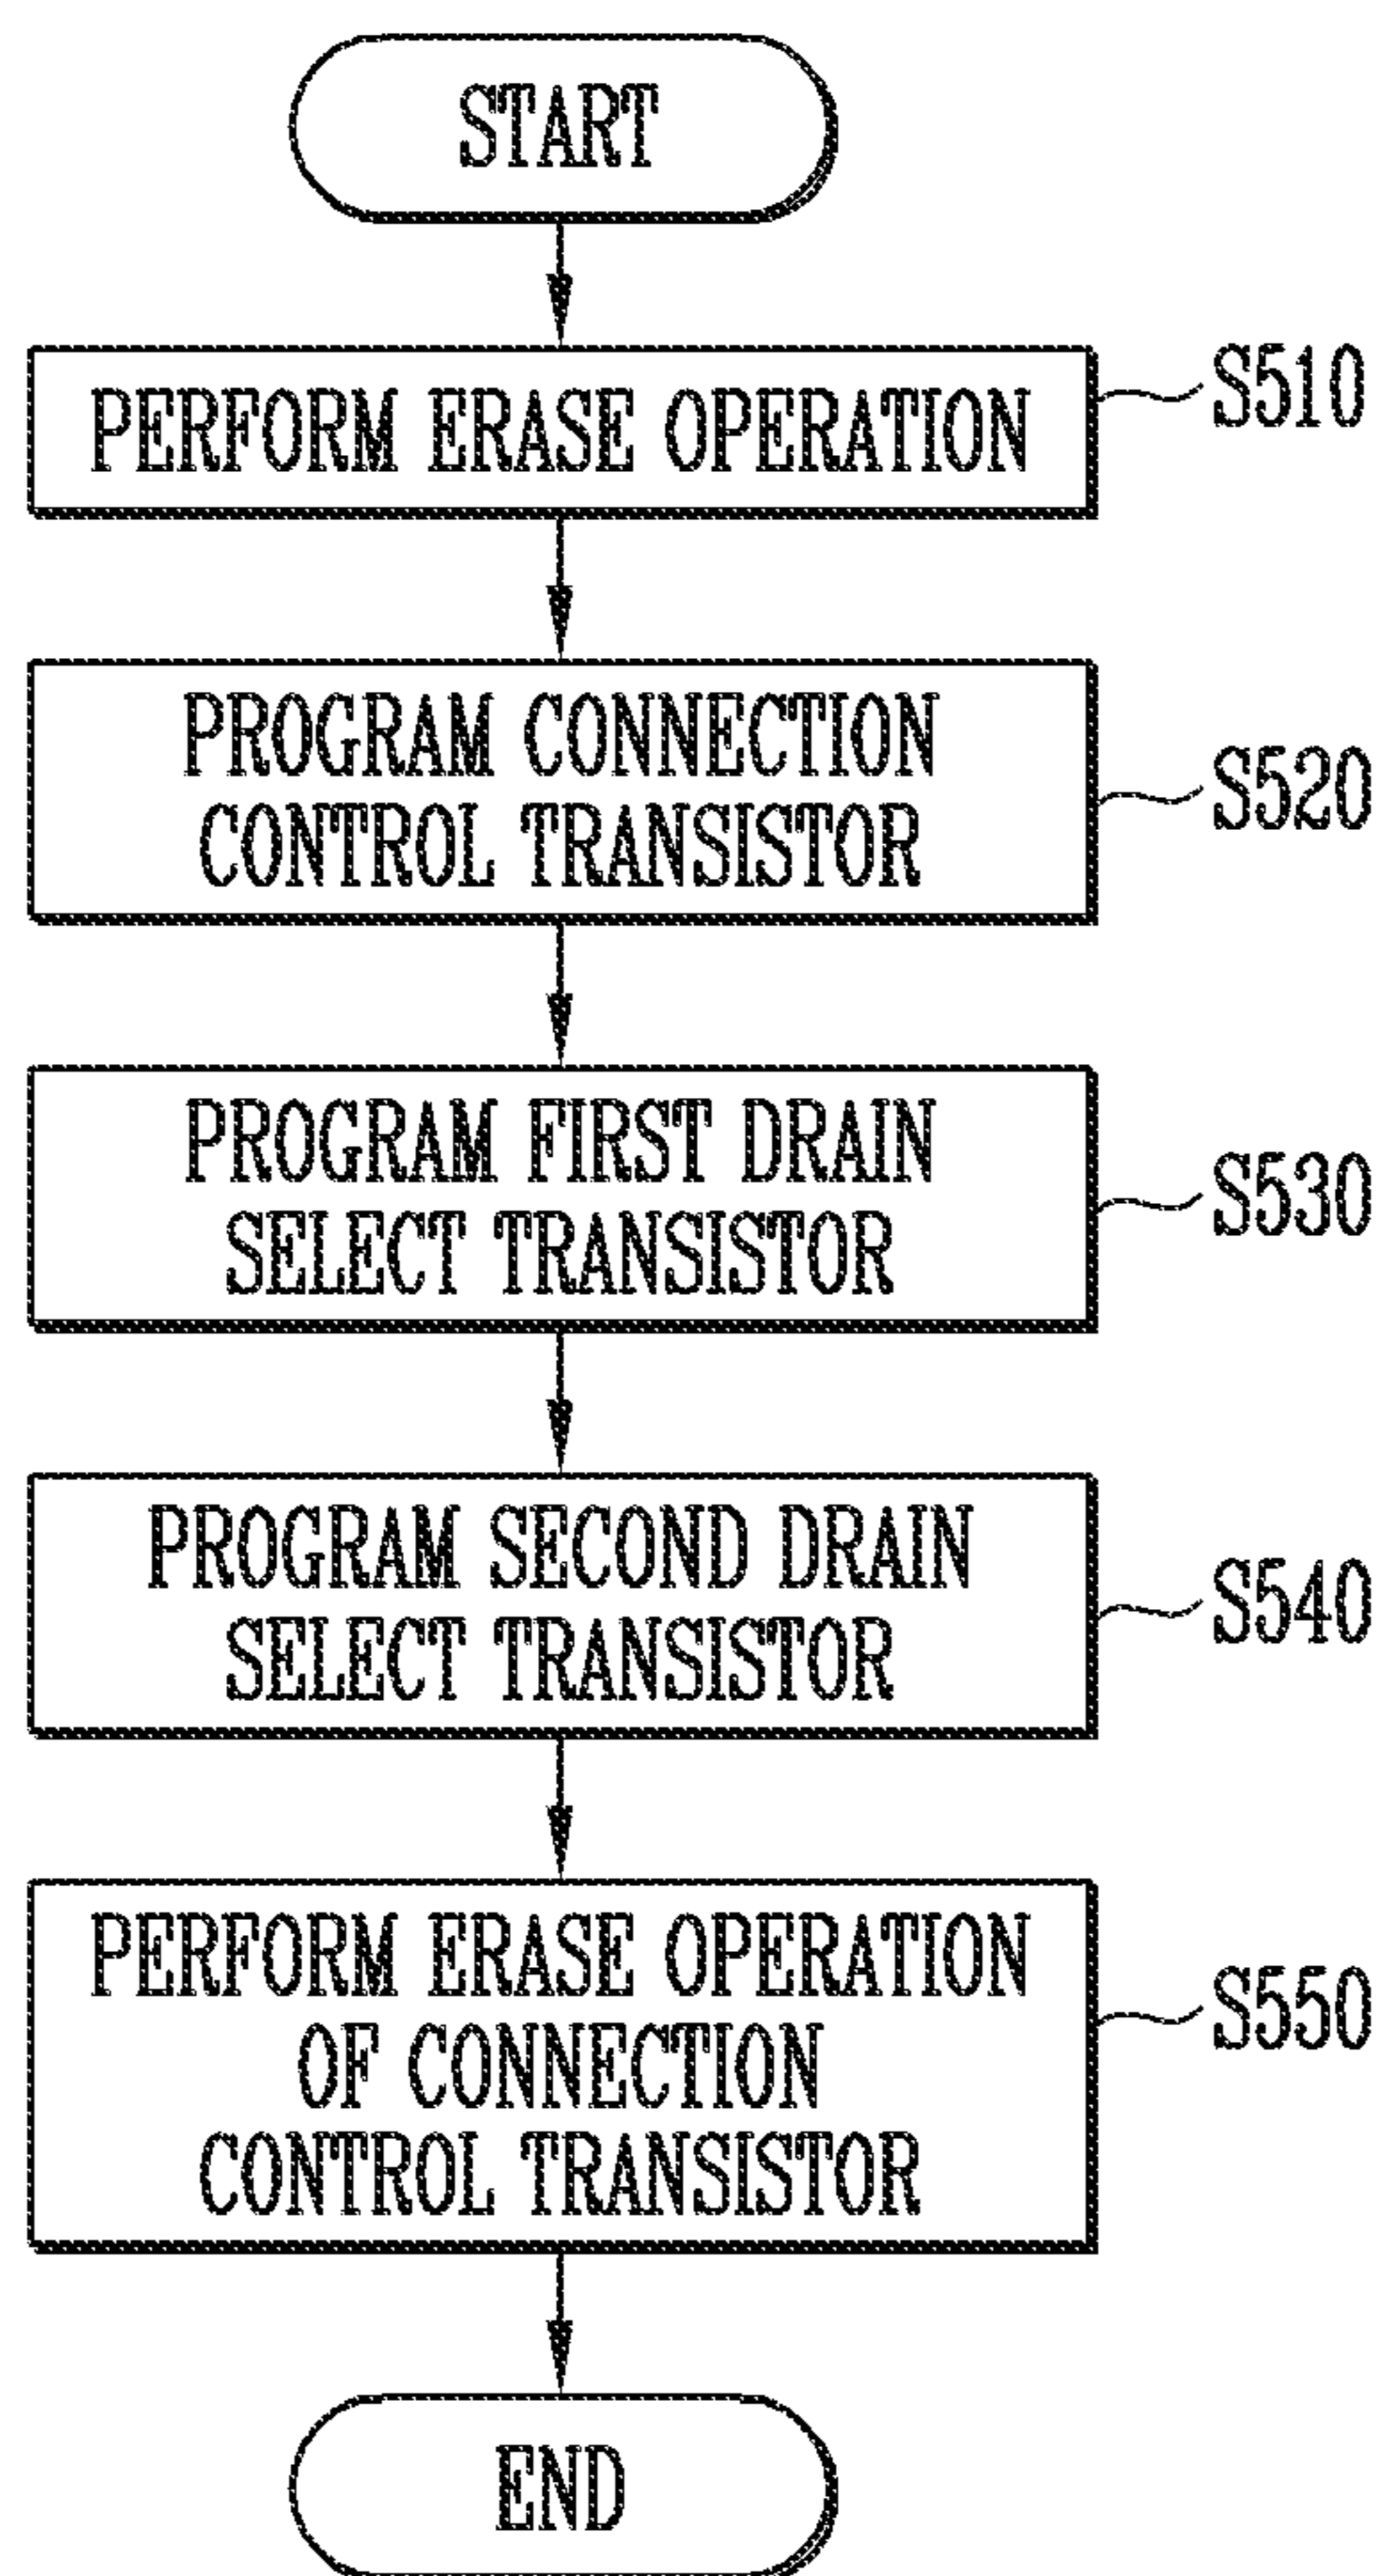 START
PERFORM ERASE OPERATION
S510
PROGRAM CONNECTION
CONTROL TRANSISTOR
S520
PROGRAM FIRST DRAIN
SELECT TRANSISTOR
S530
PROGRAM SECOND DRAIN
SELECT TRANSISTOR
S540
PERFORM ERASE OPERATION
OF CONNECTION
CONTROL TRANSISTOR
S550
END